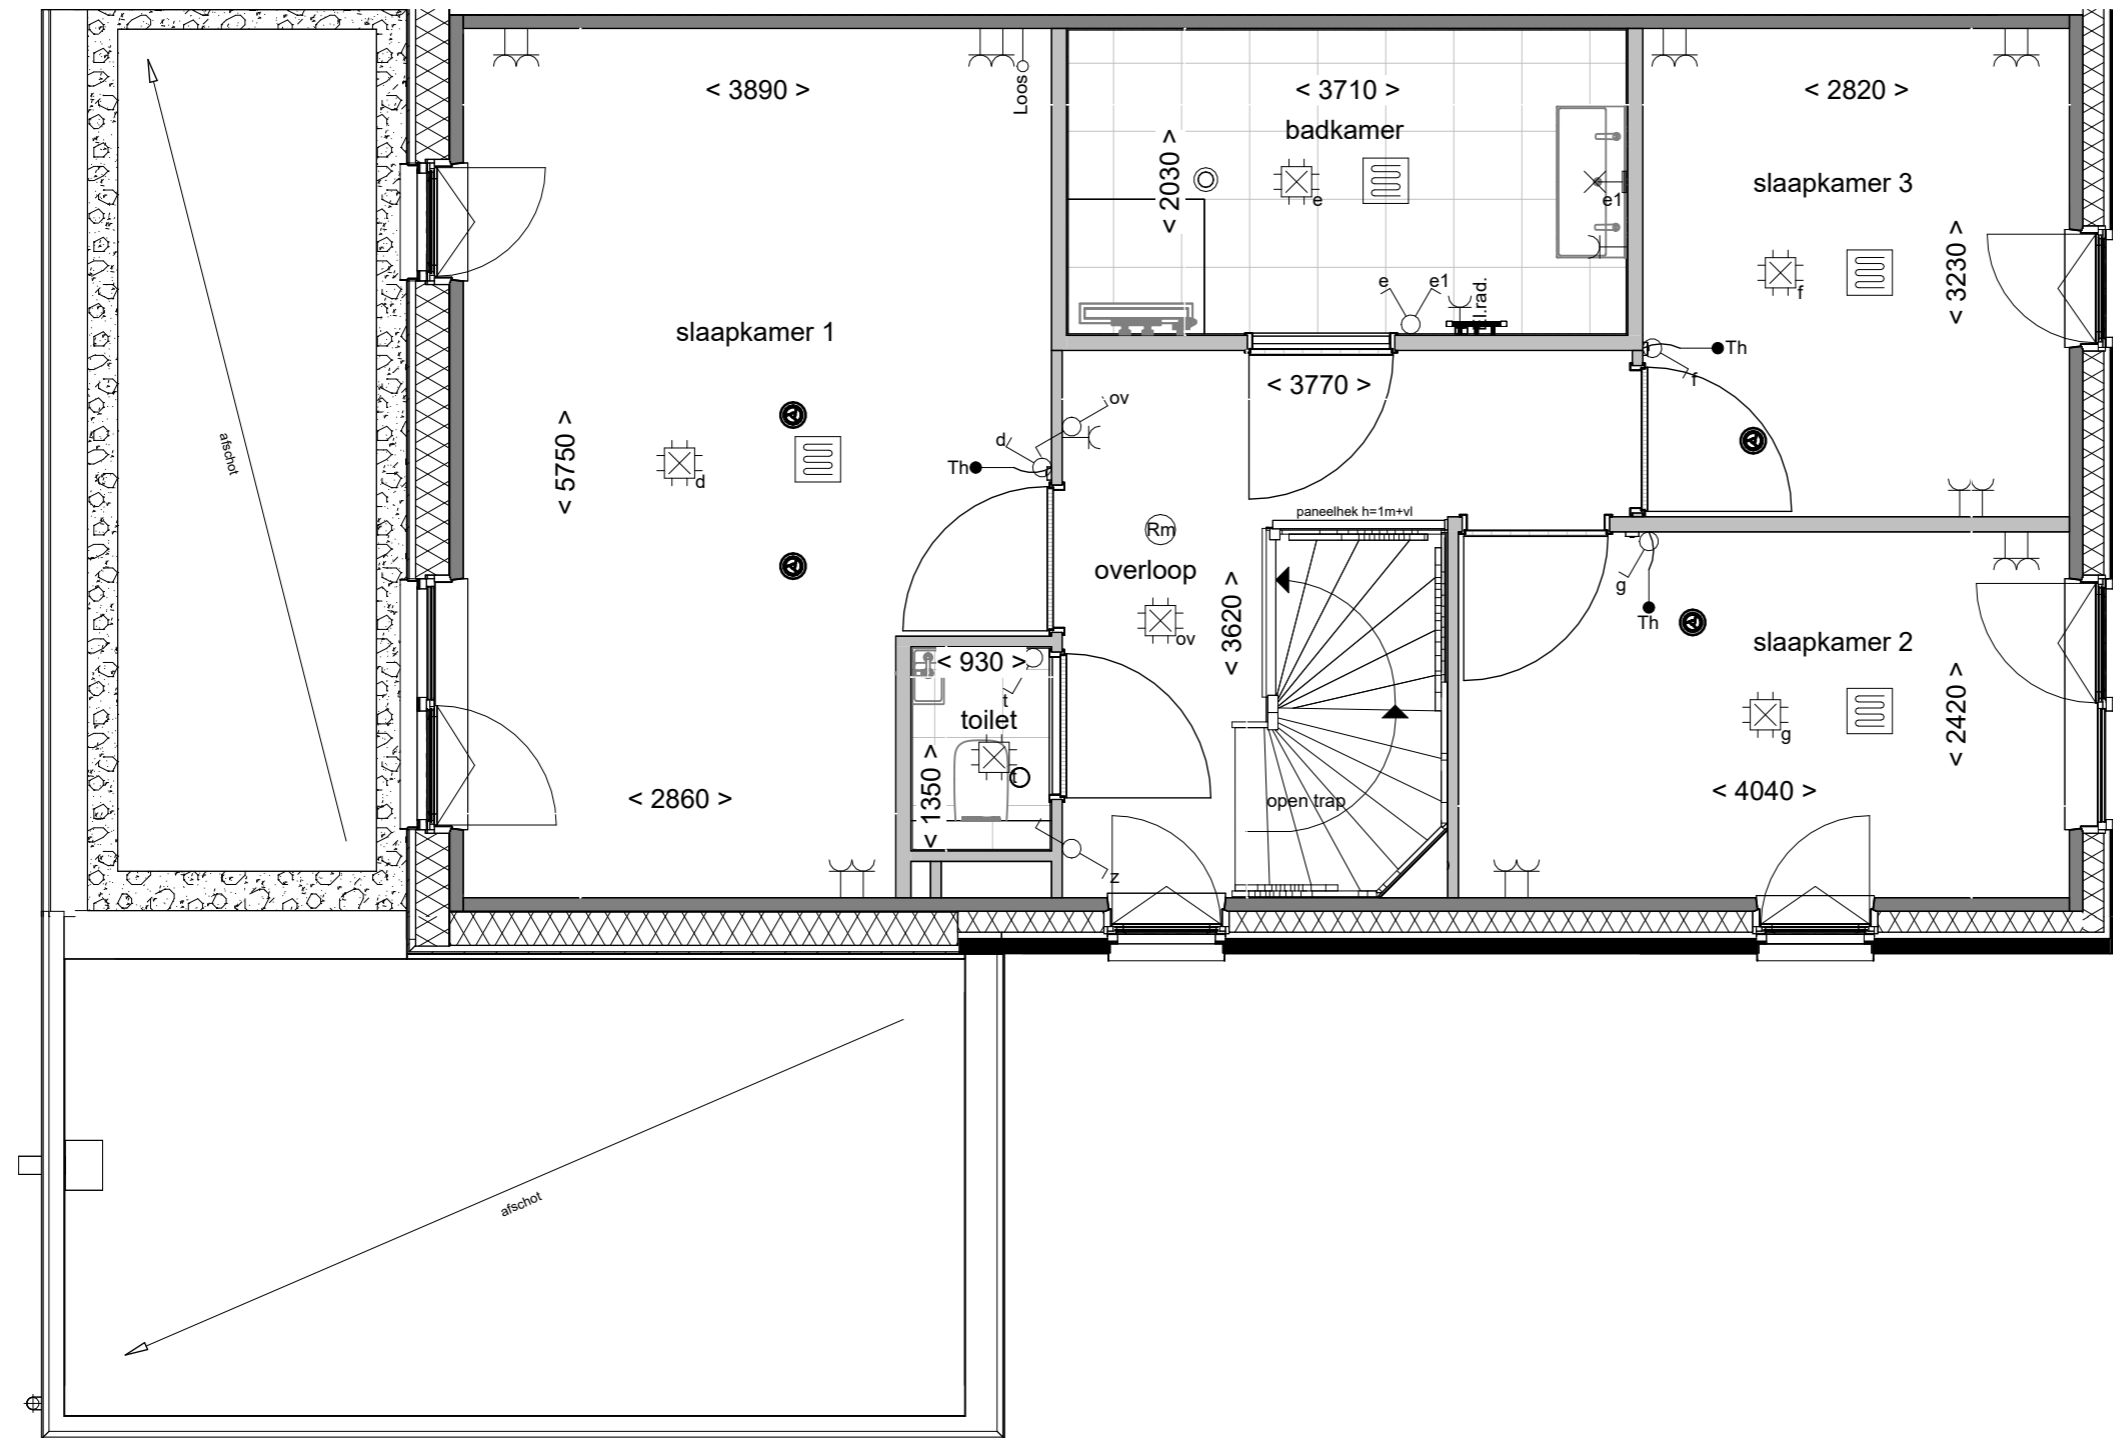 < 3890 >
Loos
< 3710 >
badkamer
< 2030 >
e
e1
e
e1
l.rad.
< 2820 >
slaapkamer 3
f
< 3230 >
Th
f
afschot
slaapkamer 1
< 5750 >
d
d
Th
ov
< 3770 >
Rm
overloop
ov
paneelhek h=1m+vl
< 3620 >
open trap
g
Th
slaapkamer 2
g
< 2420 >
< 4040 >
< 2860 >
< 930 >
t
toilet
t
< 1350 >
z
afschot